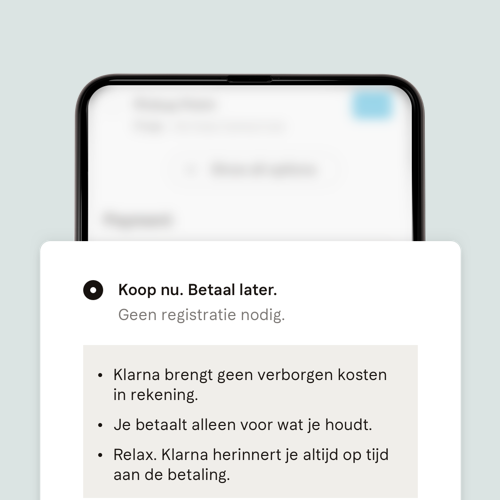 Koop nu. Betaal later.
Geen registratie nodig.
• Klarna brengt geen verborgen kosten
in rekening.
• Je betaalt alleen voor wat je houdt.
• Relax. Klarna herinnert je altijd op tijd
aan de betaling.